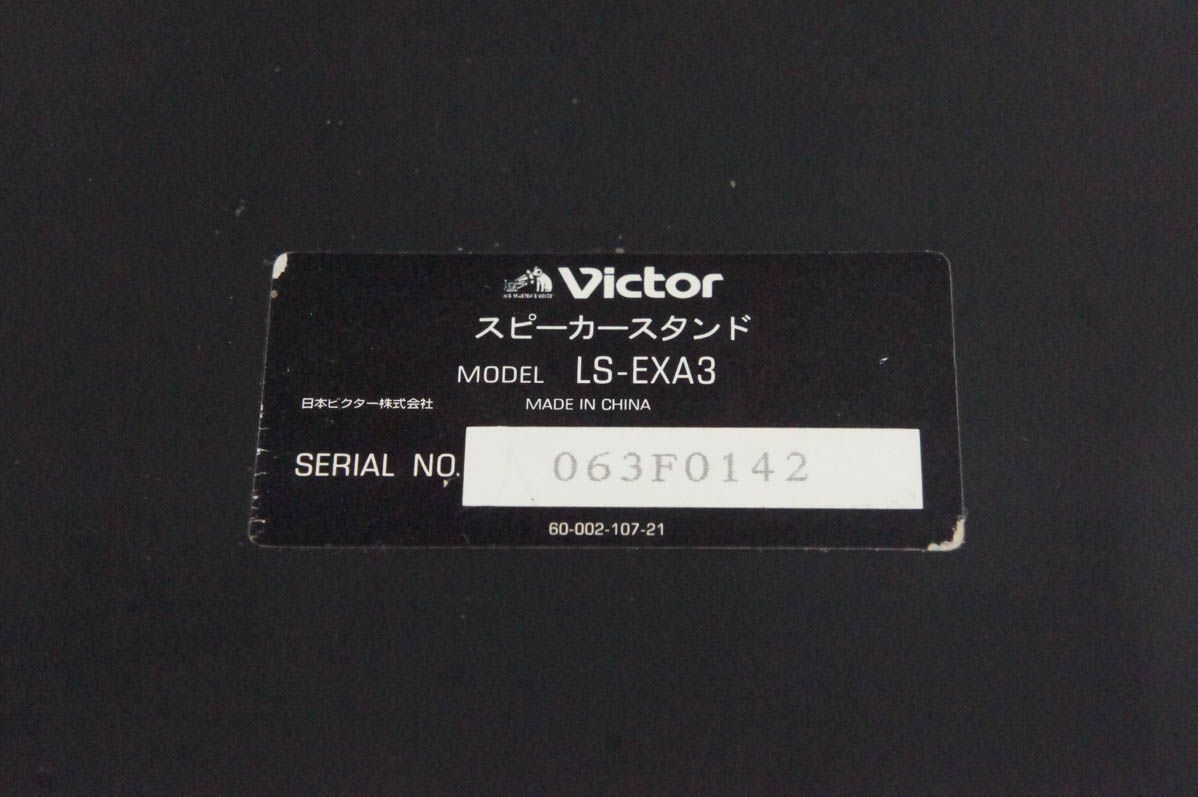 HIS MASTER'S VOICE
Victor
スピーカースタンド
MODEL LS-EXA3
日本ビクター株式会社 MADE IN CHINA
SERIAL NO. 063F0142
60-002-107-21